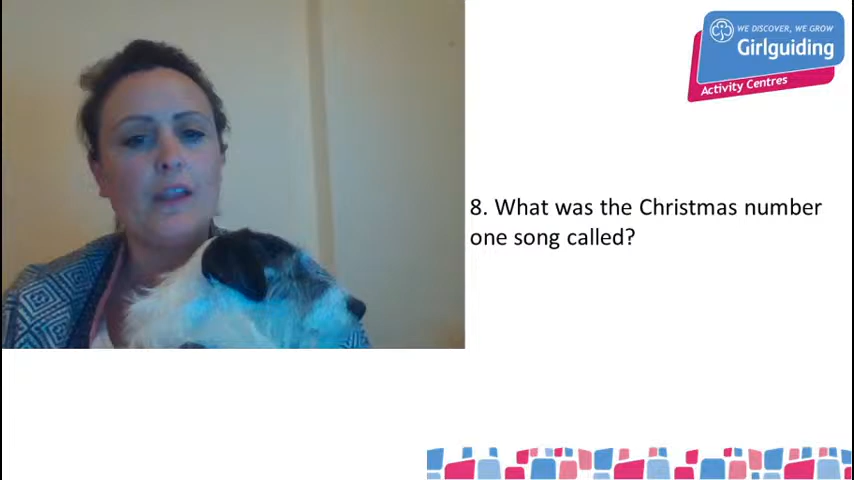 WE DISCOVER, WE GROW
Girlguiding
Activity Centres
8. What was the Christmas number
one song called?